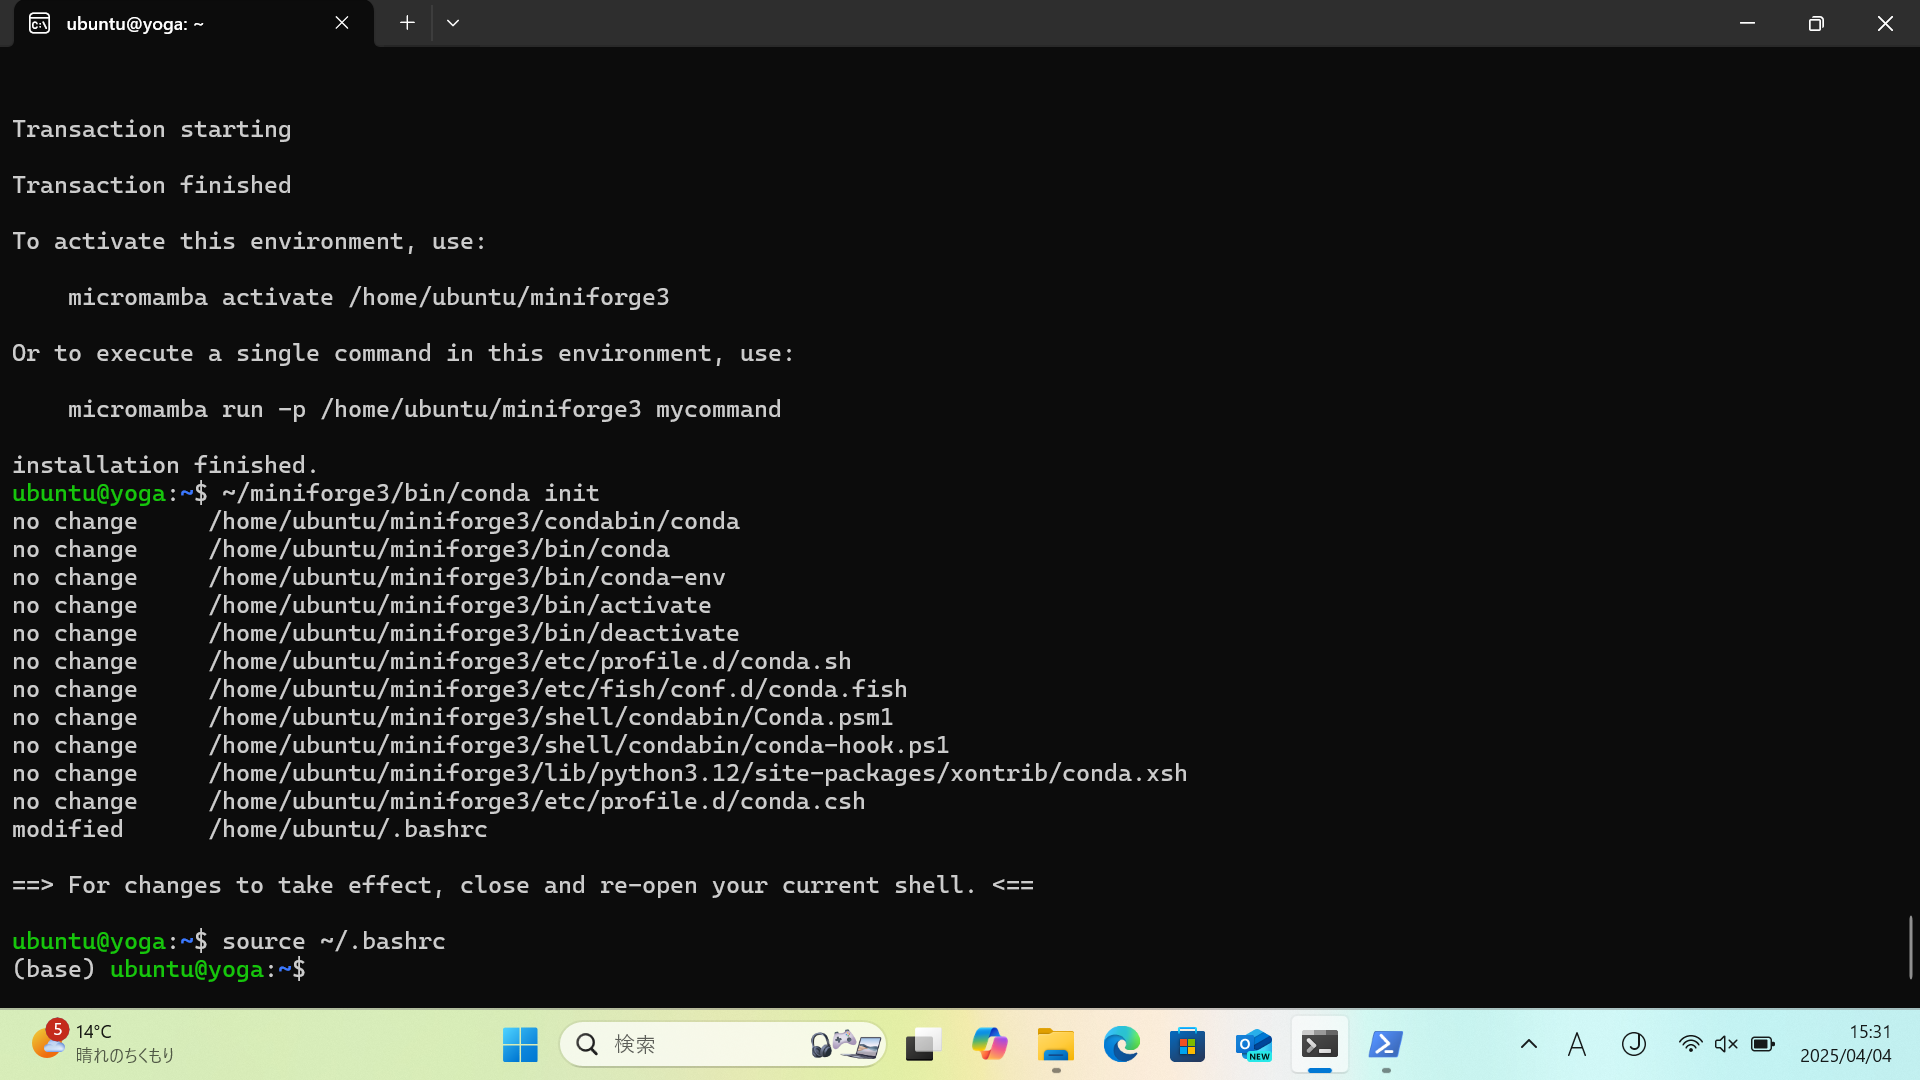 ubuntu@yoga: ~
Transaction starting
Transaction finished
To activate this environment, use:
micromamba activate /home/ubuntu/miniforge3
Or to execute a single command in this environment, use:
micromamba run -p /home/ubuntu/miniforge3 mycommand
installation finished.
ubuntu@yoga:~$ ~/miniforge3/bin/conda init
no change     /home/ubuntu/miniforge3/condabin/conda
no change     /home/ubuntu/miniforge3/bin/conda
no change     /home/ubuntu/miniforge3/bin/conda-env
no change     /home/ubuntu/miniforge3/bin/activate
no change     /home/ubuntu/miniforge3/bin/deactivate
no change     /home/ubuntu/miniforge3/etc/profile.d/conda.sh
no change     /home/ubuntu/miniforge3/etc/fish/conf.d/conda.fish
no change     /home/ubuntu/miniforge3/shell/condabin/Conda.psm1
no change     /home/ubuntu/miniforge3/shell/condabin/conda-hook.ps1
no change     /home/ubuntu/miniforge3/lib/python3.12/site-packages/xontrib/conda.xsh
no change     /home/ubuntu/miniforge3/etc/profile.d/conda.csh
modified      /home/ubuntu/.bashrc
==> For changes to take effect, close and re-open your current shell. <==
ubuntu@yoga:~$ source ~/.bashrc
(base) ubuntu@yoga:~$
5
14°C
晴れのちくもり
検索
NEW
A
J
15:31
2025/04/04